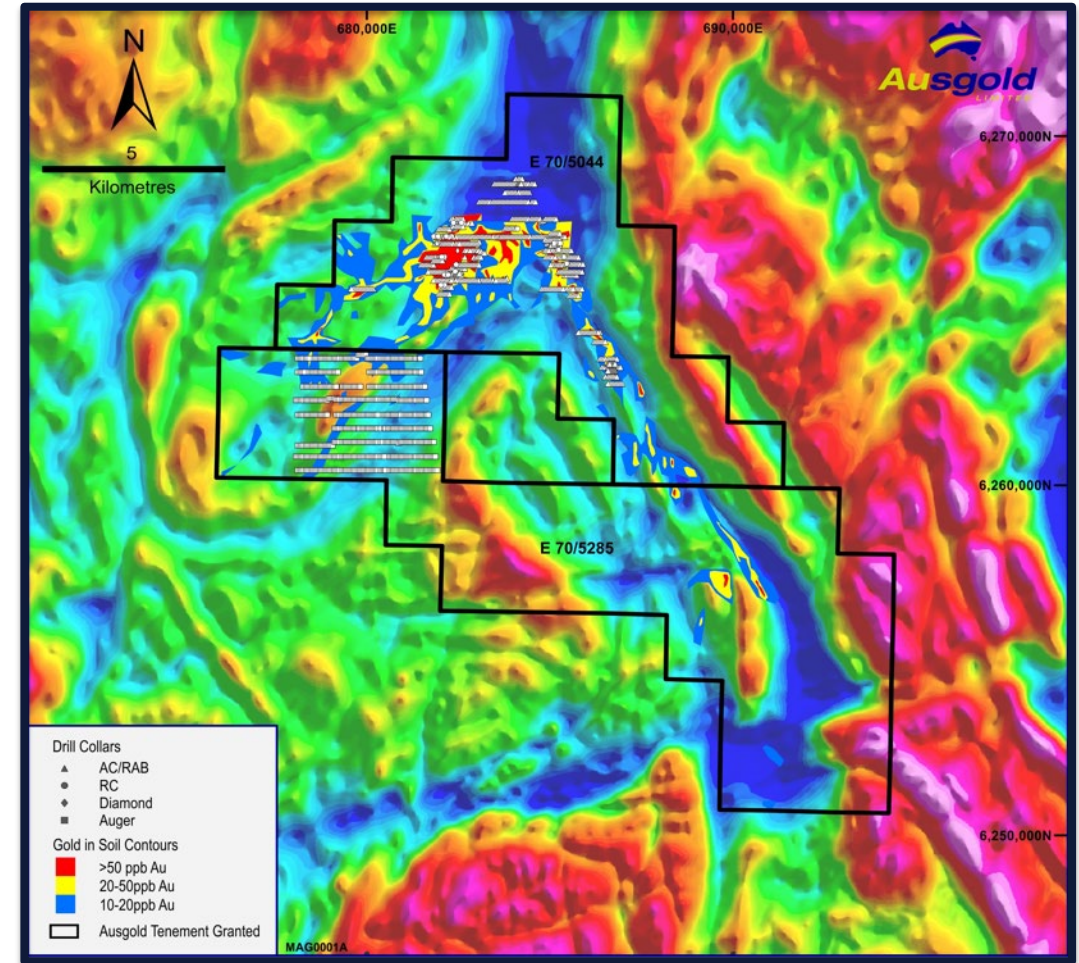 680,000E
690,000E
N
Ausgold
LIMITED
6,270,000N
5
Kilometres
E 70/5044
6,260,000N
E 70/5285
6,250,000N
Drill Collars
AC/RAB
RC
Diamond
Auger
Gold in Soil Contours
>50 ppb Au
20-50ppb Au
10-20ppb Au
Ausgold Tenement Granted
MAG0001A